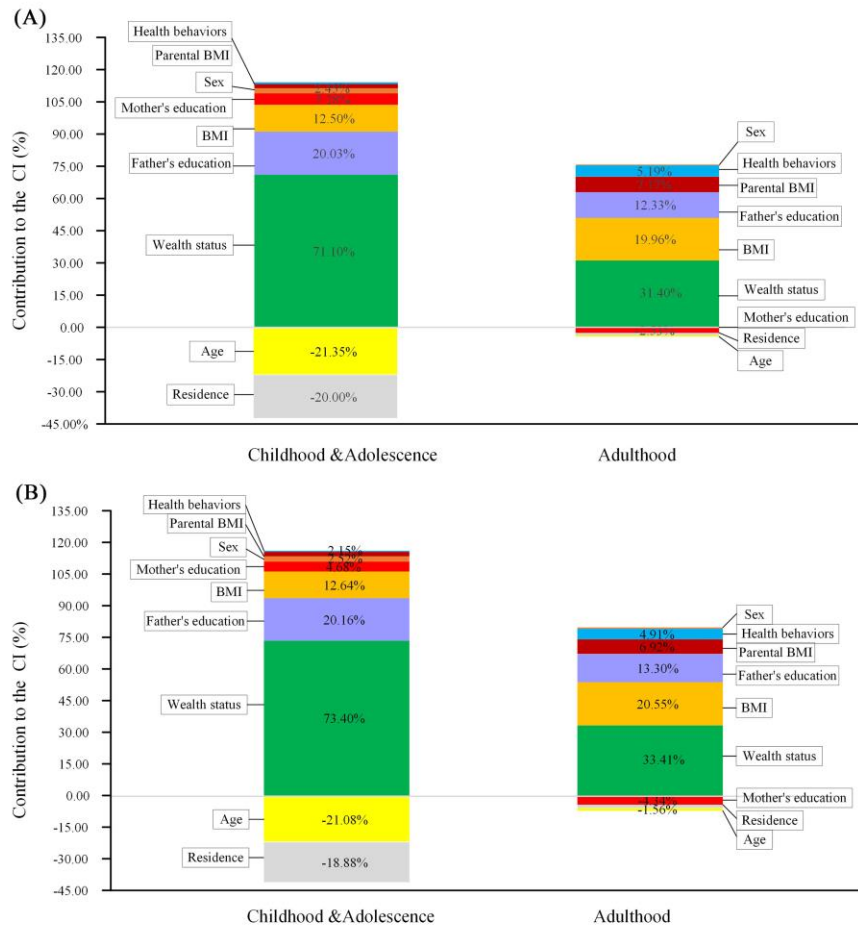 (A)
Contribution to the CI (%)
135.00
120.00
105.00
90.00
75.00
60.00
45.00
30.00
15.00
0.00
-15.00
-30.00
-45.00%
Health behaviors
Parental BMI
Sex
Mother's education
BMI
Father's education
Wealth status
Age
Residence
2.45%
12.50%
20.03%
71.10%
-21.35%
-20.00%
Sex
Health behaviors
Parental BMI
Father's education
BMI
Wealth status
Mother's education
Residence
Age
5.19%
12.33%
19.96%
31.40%
Childhood &Adolescence
Adulthood
(B)
Contribution to the CI (%)
135.00
120.00
105.00
90.00
75.00
60.00
45.00
30.00
15.00
0.00
-15.00
-30.00
-45.00
Health behaviors
Parental BMI
Sex
Mother's education
BMI
Father's education
Wealth status
Age
Residence
2.15%
2.52%
4.68%
12.64%
20.16%
73.40%
-21.08%
-18.88%
Sex
Health behaviors
Parental BMI
Father's education
BMI
Wealth status
Mother's education
Residence
Age
4.91%
6.92%
13.30%
20.55%
33.41%
-4.34%
-1.56%
Childhood &Adolescence
Adulthood